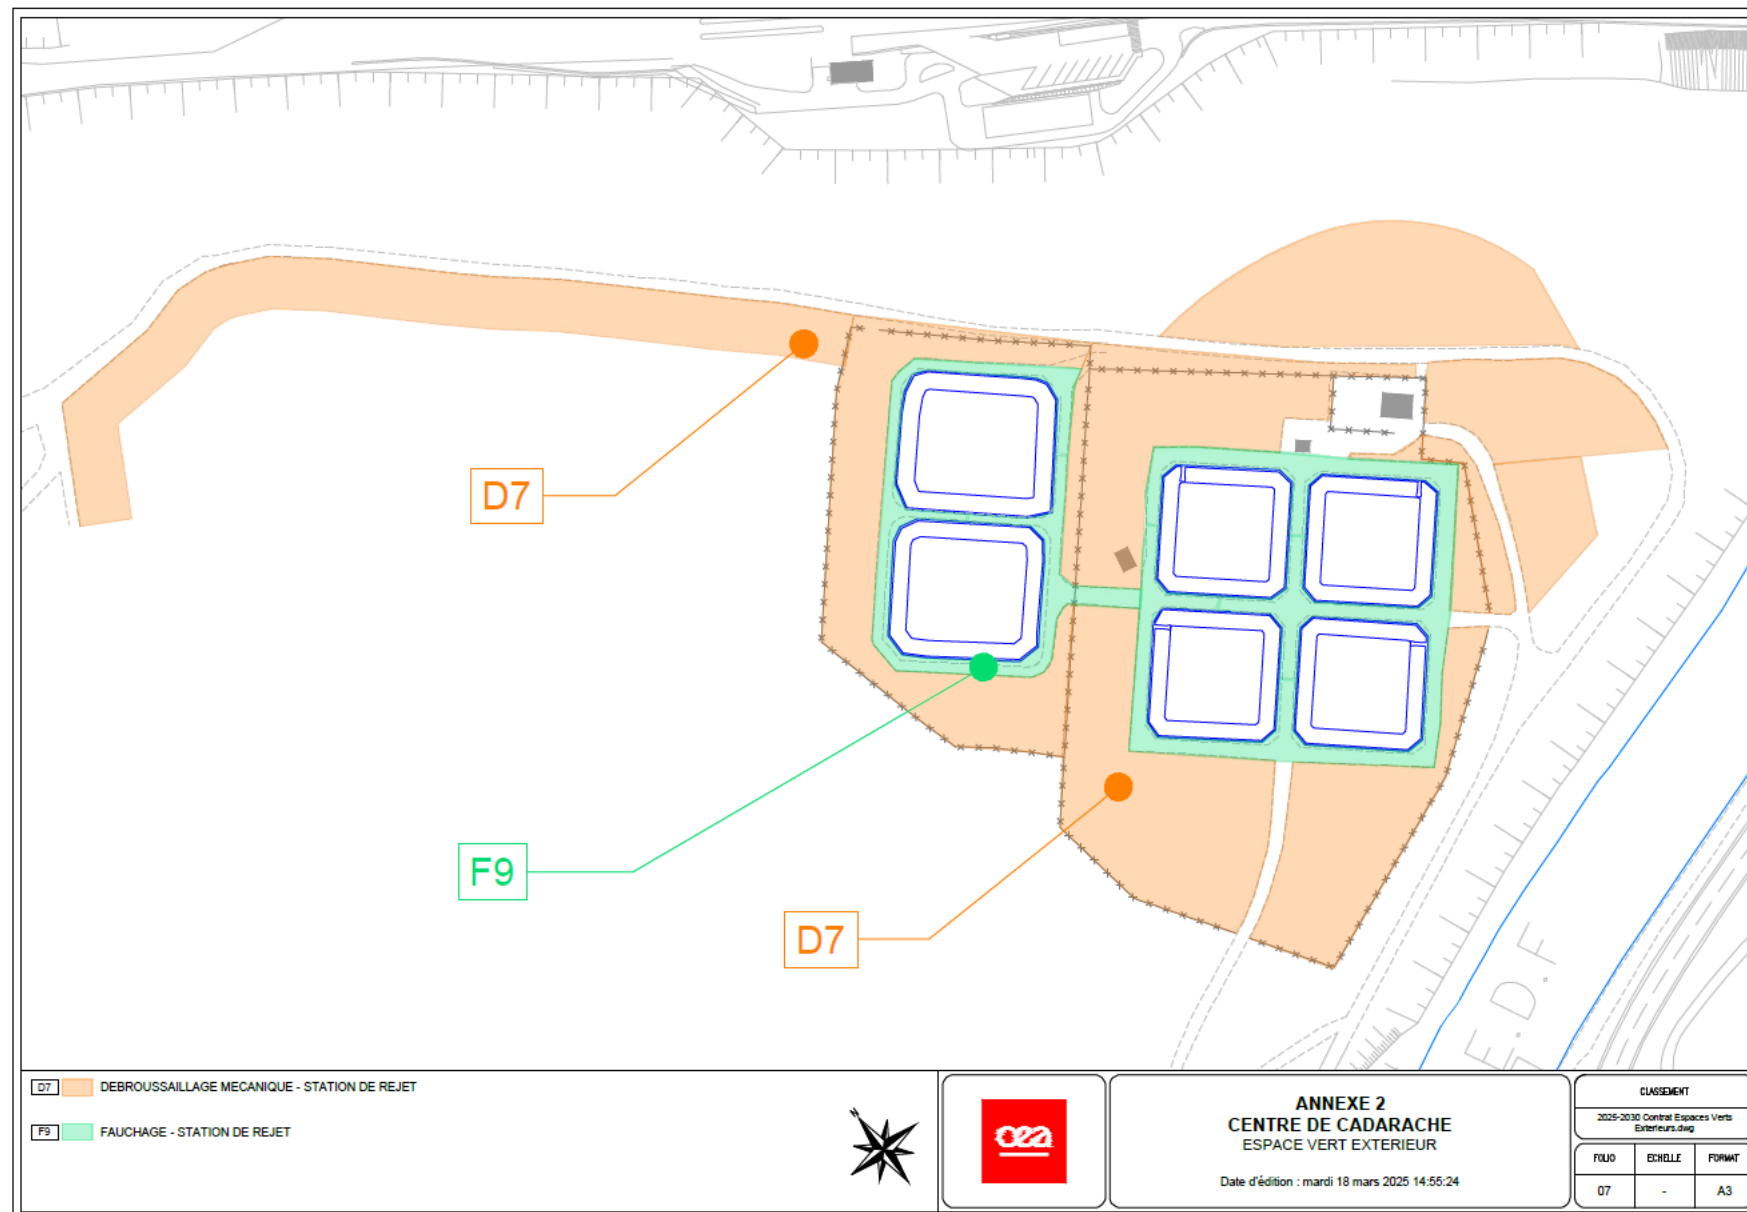 D7
F9
D7
E.D.F
D7 DEBROUSSAILLAGE MECANIQUE - STATION DE REJET
F9 FAUCHAGE - STATION DE REJET
N
cea
ANNEXE 2
CENTRE DE CADARACHE
ESPACE VERT EXTERIEUR
Date d'édition : mardi 18 mars 2025 14:55:24
CLASSEMENT
2025-2030 Contrat Espaces Verts
Exterieurs.dwg
FOLIO ECHELLE FORMAT
07 - A3